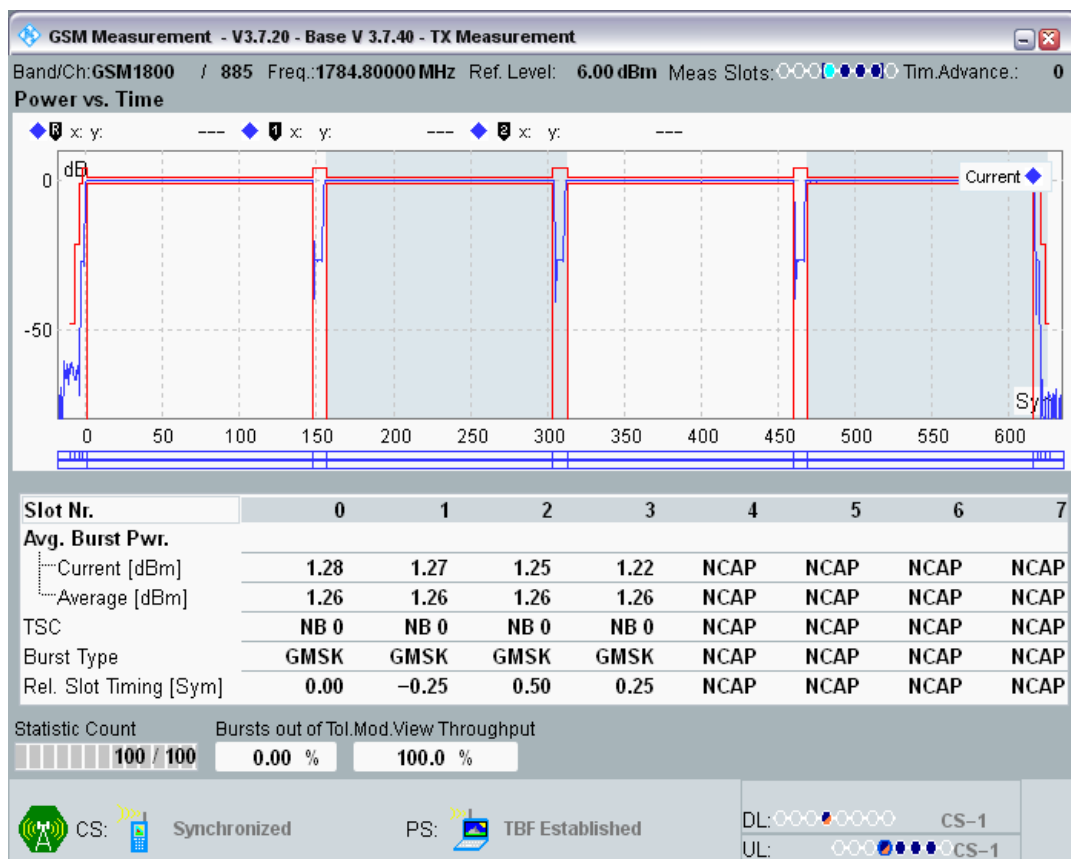 GSM Measurement - V3.7.20 - Base V 3.7.40 - TX Measurement
Band/Ch:GSM1800 / 885 Freq.:1784.80000 MHz Ref. Level: 6.00 dBm Meas Slots: Tim.Advance.: 0
Power vs. Time
R x: y: --- 1 x: y: --- 2 x: y: ---
dB
Current
0
-50
Sy
0 50 100 150 200 250 300 350 400 450 500 550 600
Slot Nr. 0 1 2 3 4 5 6 7
Avg. Burst Pwr.
Current [dBm] 1.28 1.27 1.25 1.22 NCAP NCAP NCAP NCAP
Average [dBm] 1.26 1.26 1.26 1.26 NCAP NCAP NCAP NCAP
TSC NB 0 NB 0 NB 0 NB 0 NCAP NCAP NCAP NCAP
Burst Type GMSK GMSK GMSK GMSK NCAP NCAP NCAP NCAP
Rel. Slot Timing [Sym] 0.00 −0.25 0.50 0.25 NCAP NCAP NCAP NCAP
Statistic Count Bursts out of Tol.Mod.View Throughput
100 / 100 0.00 % 100.0 %
CS: Synchronized PS: TBF Established DL: CS−1
UL: CS−1